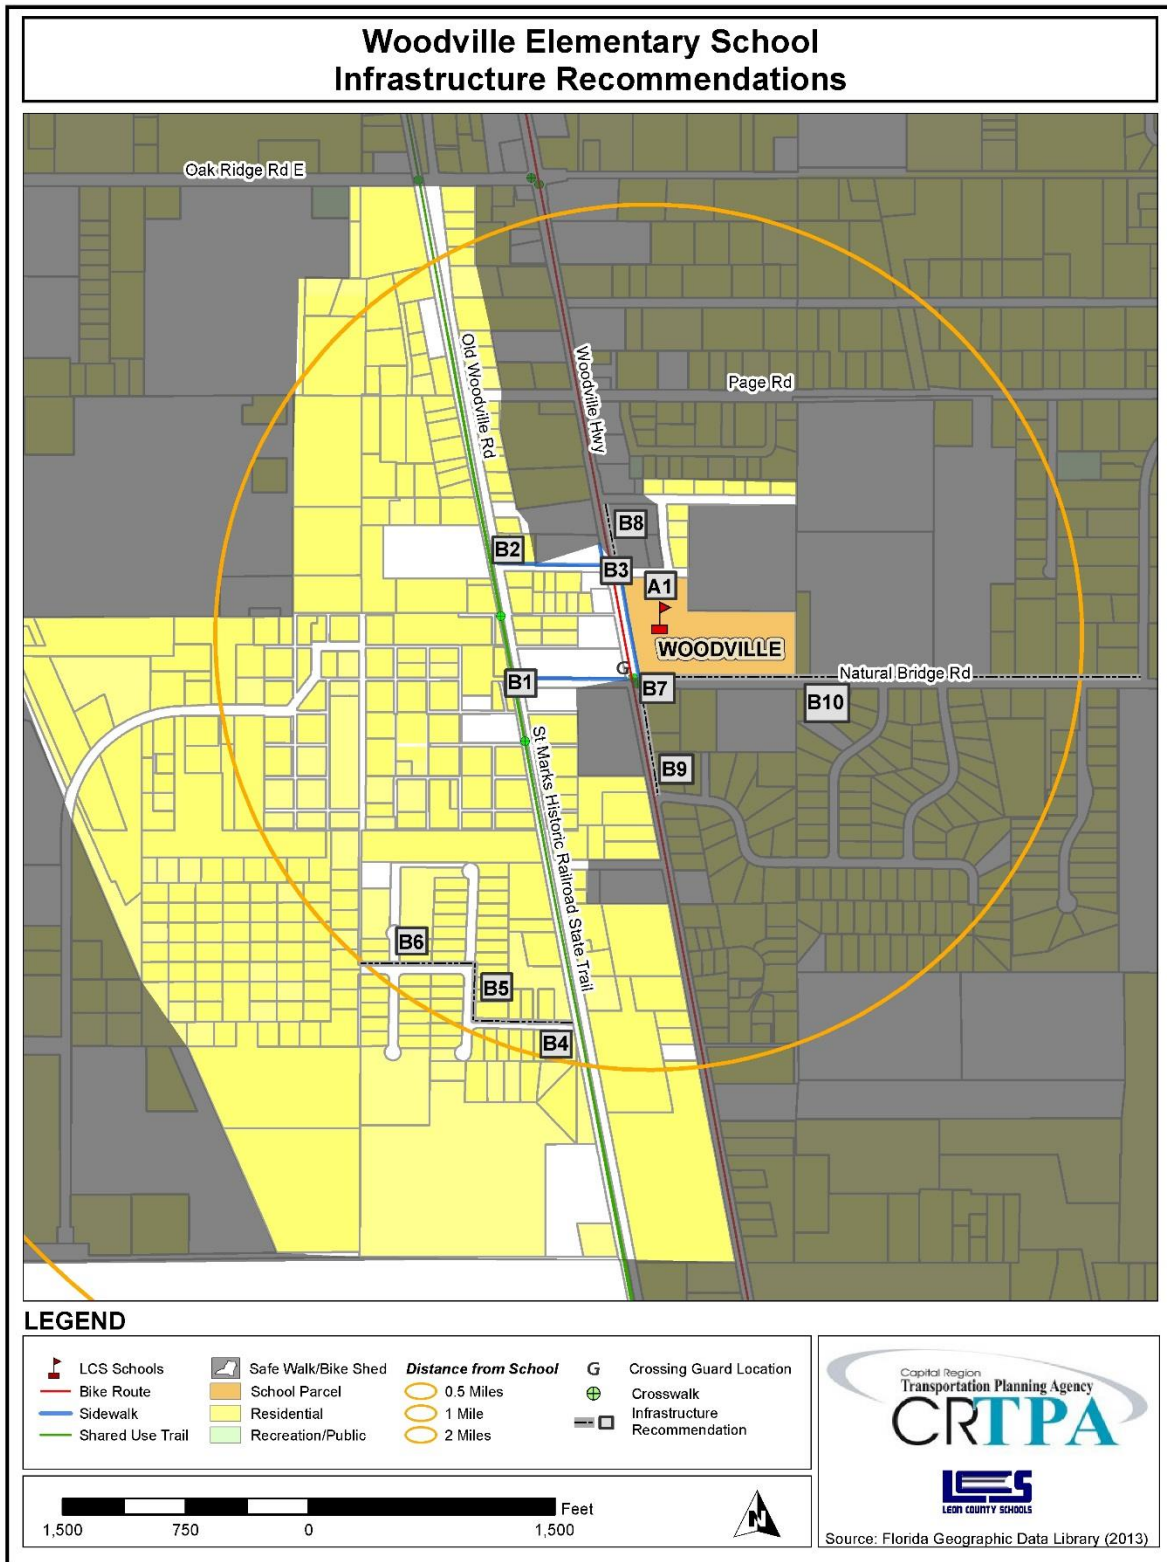 Woodville Elementary School
Infrastructure Recommendations
Oak Ridge Rd E
Old Woodville Rd
Woodville Hwy
Page Rd
B8
B2
B3
A1
WOODVILLE
G
Natural Bridge Rd
B1
B7
B10
St Marks Historic Railroad State Trail
B9
B6
B5
B4
LEGEND
LCS Schools
Bike Route
Sidewalk
Shared Use Trail
Safe Walk/Bike Shed
School Parcel
Residential
Recreation/Public
Distance from School
0.5 Miles
1 Mile
2 Miles
G Crossing Guard Location
Crosswalk
Infrastructure
Recommendation
Feet
1,500 750 0 1,500
N
Capital Region
Transportation Planning Agency
CRTPA
LCS
LEON COUNTY SCHOOLS
Source: Florida Geographic Data Library (2013)